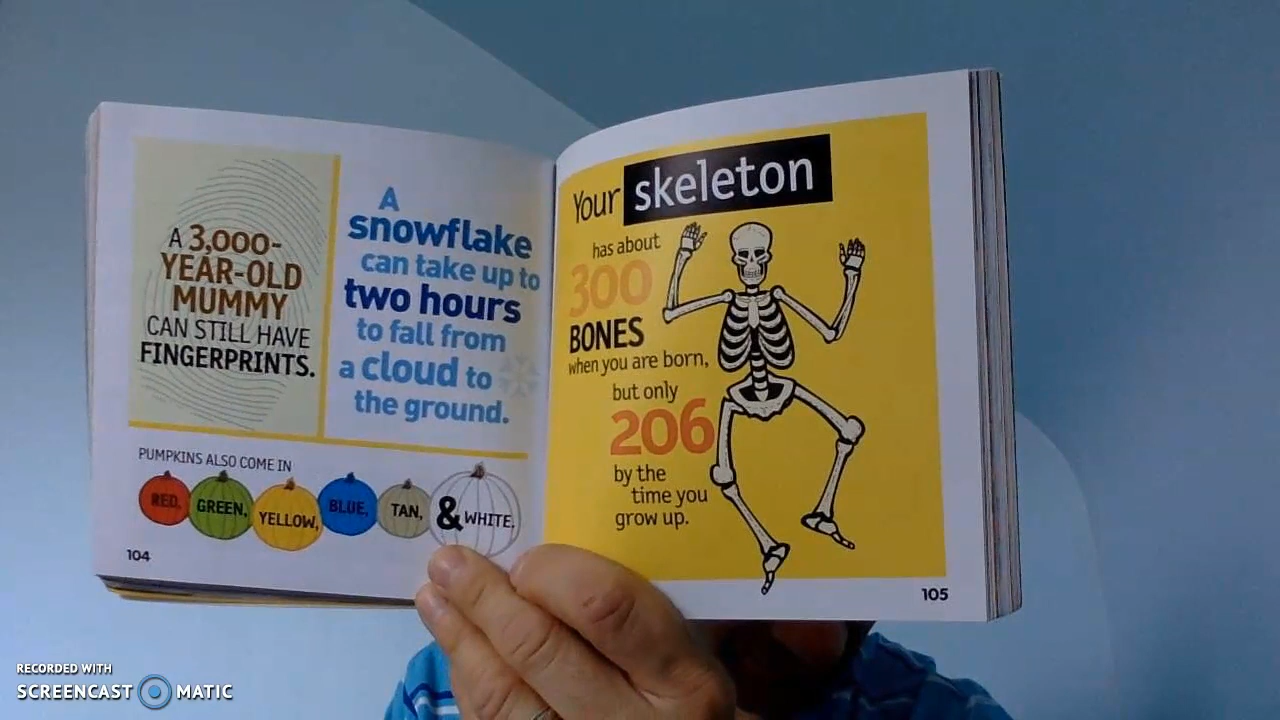 A 3,000-
YEAR-OLD
MUMMY
CAN STILL HAVE
FINGERPRINTS.
A
snowflake
can take up to
two hours
to fall from
a cloud to
the ground.
PUMPKINS ALSO COME IN
RED, GREEN, YELLOW, BLUE, TAN, & WHITE.
104
Your skeleton
has about
300
BONES
when you are born,
but only
206
by the
time you
grow up.
105
RECORDED WITH
SCREENCAST MATIC